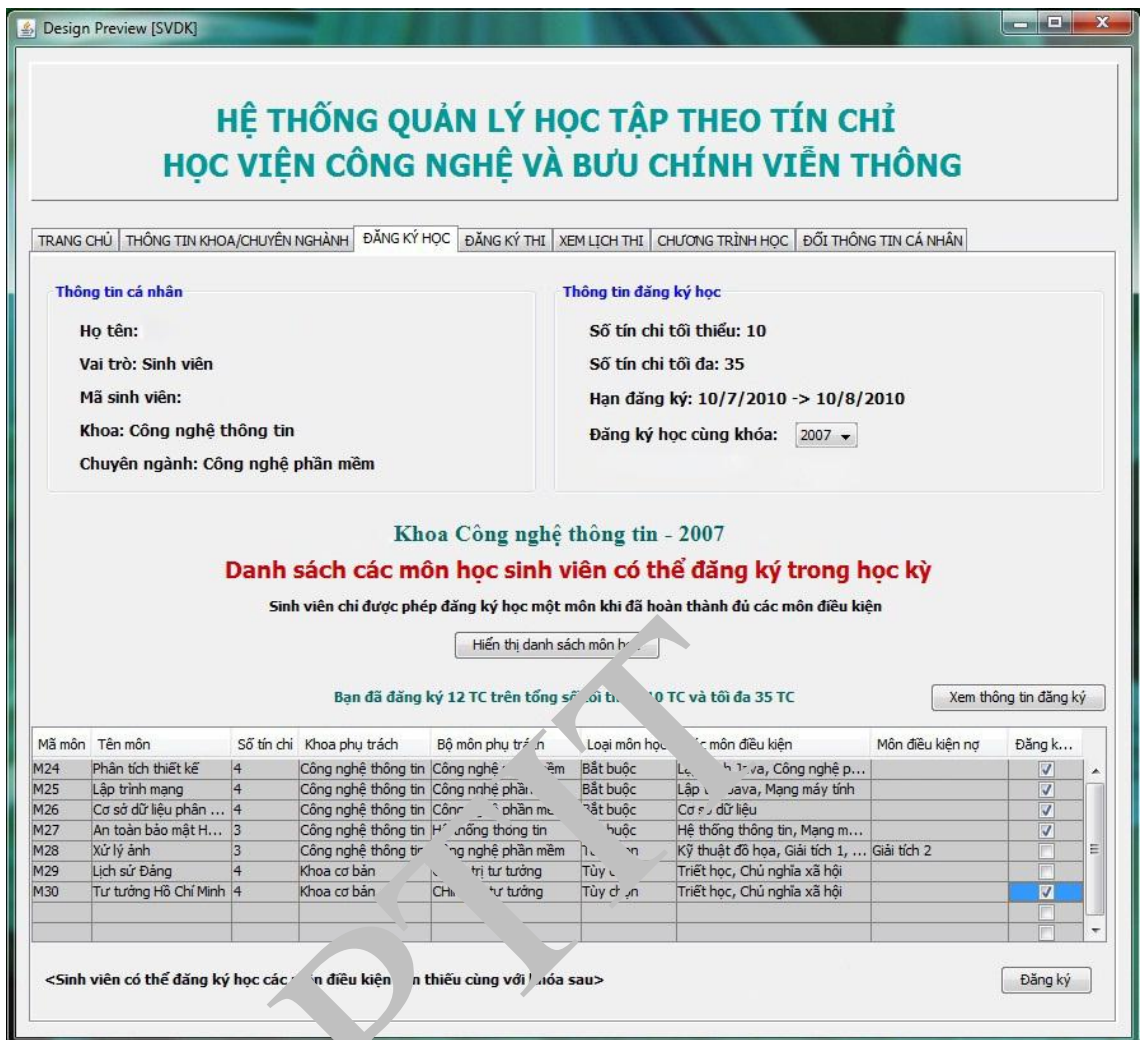 Design Preview [SVDK]
HỆ THỐNG QUẢN LÝ HỌC TẬP THEO TÍN CHỈ
HỌC VIỆN CÔNG NGHỆ VÀ BƯU CHÍNH VIỄN THÔNG
TRANG CHỦ THÔNG TIN KHOA/CHUYÊN NGHÀNH ĐĂNG KÝ HỌC ĐĂNG KÝ THI XEM LỊCH THI CHƯƠNG TRÌNH HỌC ĐỔI THÔNG TIN CÁ NHÂN
Thông tin cá nhân
Họ tên:
Vai trò: Sinh viên
Mã sinh viên:
Khoa: Công nghệ thông tin
Chuyên ngành: Công nghệ phần mềm
Thông tin đăng ký học
Số tín chỉ tối thiểu: 10
Số tín chỉ tối đa: 35
Hạn đăng ký: 10/7/2010 -> 10/8/2010
Đăng ký học cùng khóa: 2007
Khoa Công nghệ thông tin - 2007
Danh sách các môn học sinh viên có thể đăng ký trong học kỳ
Sinh viên chỉ được phép đăng ký học một môn khi đã hoàn thành đủ các môn điều kiện
Hiển thị danh sách môn
Bạn đã đăng ký 12 TC trên tổng số 10 TC và tối đa 35 TC
Xem thông tin đăng ký
Mã môn Tên môn Số tín chỉ Khoa phụ trách Bộ môn phụ Loại môn học môn điều kiện Môn điều kiện nợ Đăng k...
M24 Phân tích thiết kế 4 Công nghệ thông tin Công nghệ Bắt buộc Java, Công nghệ p...
M25 Lập trình mạng 4 Công nghệ thông tin Công nghệ phần Bắt buộc Lập Java, Mạng máy tính
M26 Cơ sở dữ liệu phân ... 4 Công nghệ thông tin phần Bắt buộc Cơ sở dữ liệu
M27 An toàn bảo mật H... 3 Công nghệ thông tin thống thông tin buộc Hệ thống thông tin, Mạng m...
M28 Xử lý ảnh 3 Công nghệ thông tin nghệ phần mềm Kỹ thuật đồ họa, Giải tích 1, ... Giải tích 2
M29 Lịch sử Đảng 4 Khoa cơ bản trị tư tưởng Tùy Triết học, Chủ nghĩa xã hội
M30 Tư tưởng Hồ Chí Minh 4 Khoa cơ bản tư tưởng Tùy chọn Triết học, Chủ nghĩa xã hội
<Sinh viên có thể đăng ký học các điều kiện thiếu cùng với khóa sau>
Đăng ký
PTIT